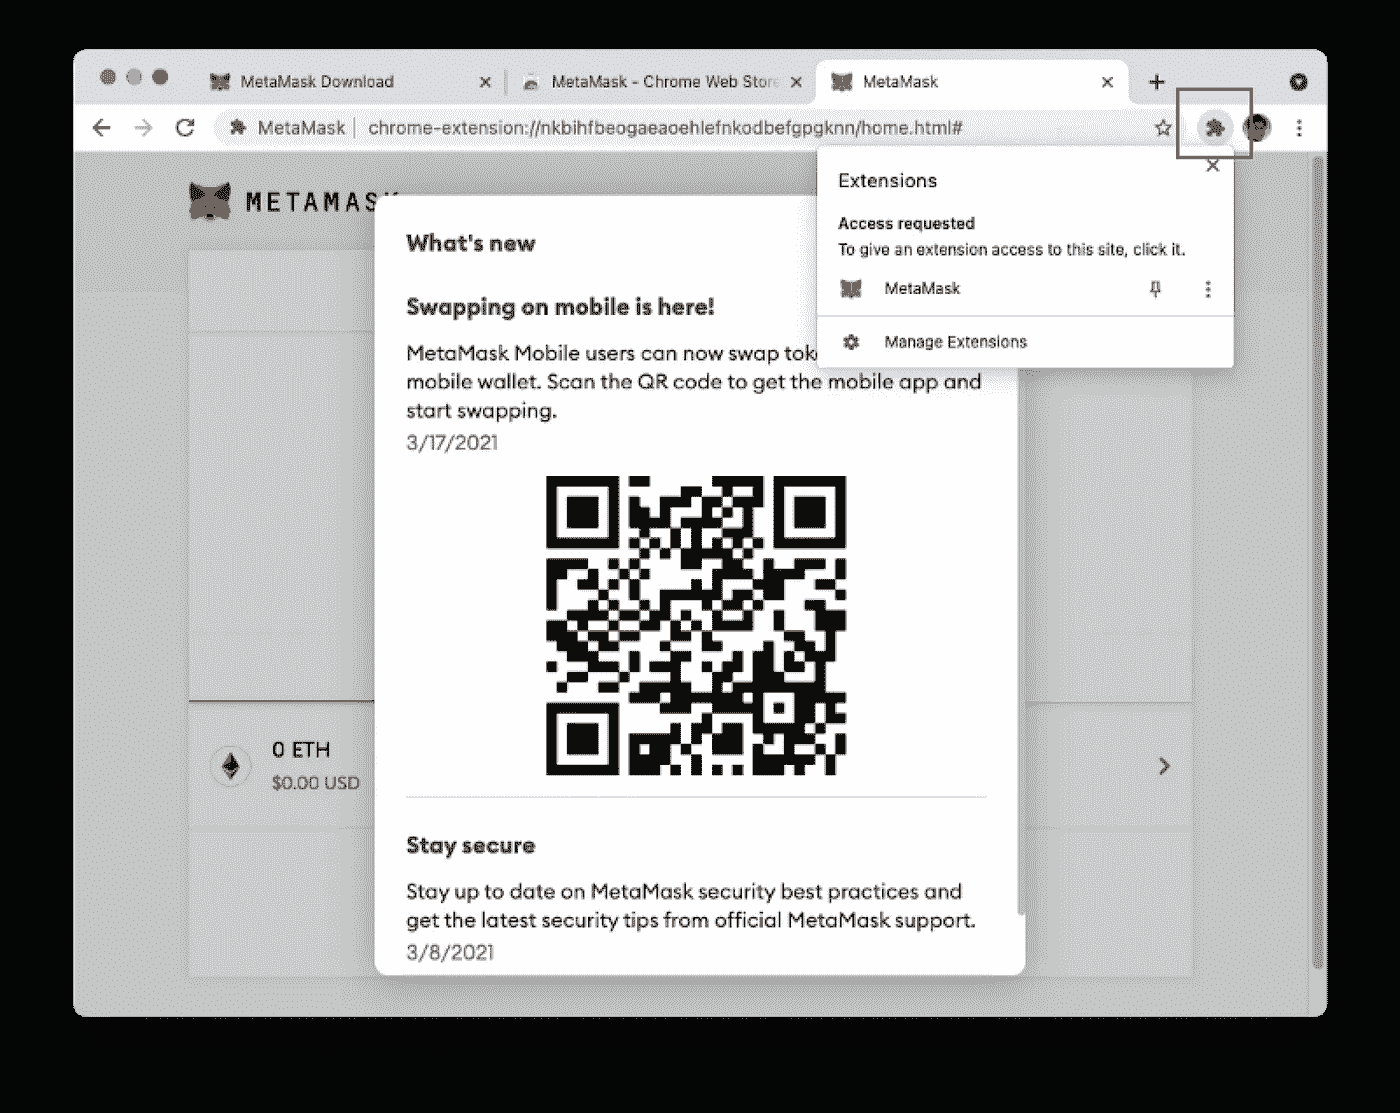 MetaMask Download
MetaMask - Chrome Web Store
MetaMask
MetaMask
chrome-extension://nkbihfbeogaeaoehlefnkodbefgpgknn/home.html#
METAMASK
Extensions
Access requested
To give an extension access to this site, click it.
MetaMask
Manage Extensions
What's new
Swapping on mobile is here!
MetaMask Mobile users can now swap
mobile wallet. Scan the QR code to get the mobile app and
start swapping.
3/17/2021
0 ETH
$0.00 USD
Stay secure
Stay up to date on MetaMask security best practices and
get the latest security tips from official MetaMask support.
3/8/2021